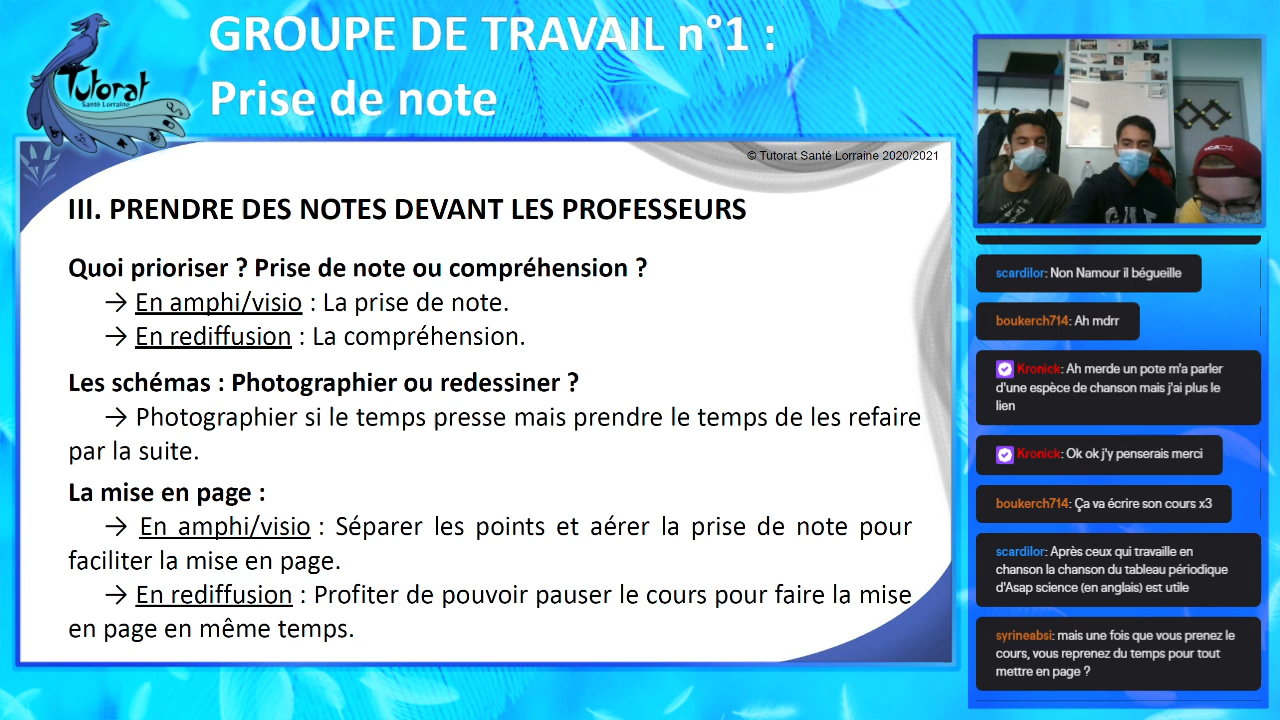 GROUPE DE TRAVAIL n°1 :
Prise de note
Tutorat
Santé Lorraine
© Tutorat Santé Lorraine 2020/2021
III. PRENDRE DES NOTES DEVANT LES PROFESSEURS
Quoi prioriser ? Prise de note ou compréhension ?
→ En amphi/visio : La prise de note.
→ En rediffusion : La compréhension.
Les schémas : Photographier ou redessiner ?
→ Photographier si le temps presse mais prendre le temps de les refaire
par la suite.
La mise en page :
→ En amphi/visio : Séparer les points et aérer la prise de note pour
faciliter la mise en page.
→ En rediffusion : Profiter de pouvoir pauser le cours pour faire la mise
en page en même temps.
scardilor: Non Namour il bégueille
boukerch714: Ah mdrr
Kronick: Ah merde un pote m'a parler
d'une espèce de chanson mais j'ai plus le
lien
Kronick: Ok ok j'y penserais merci
boukerch714: Ça va écrire son cours x3
scardilor: Après ceux qui travaille en
chanson la chanson du tableau périodique
d'Asap science (en anglais) est utile
syrineabsi: mais une fois que vous prenez le
cours, vous reprenez du temps pour tout
mettre en page ?